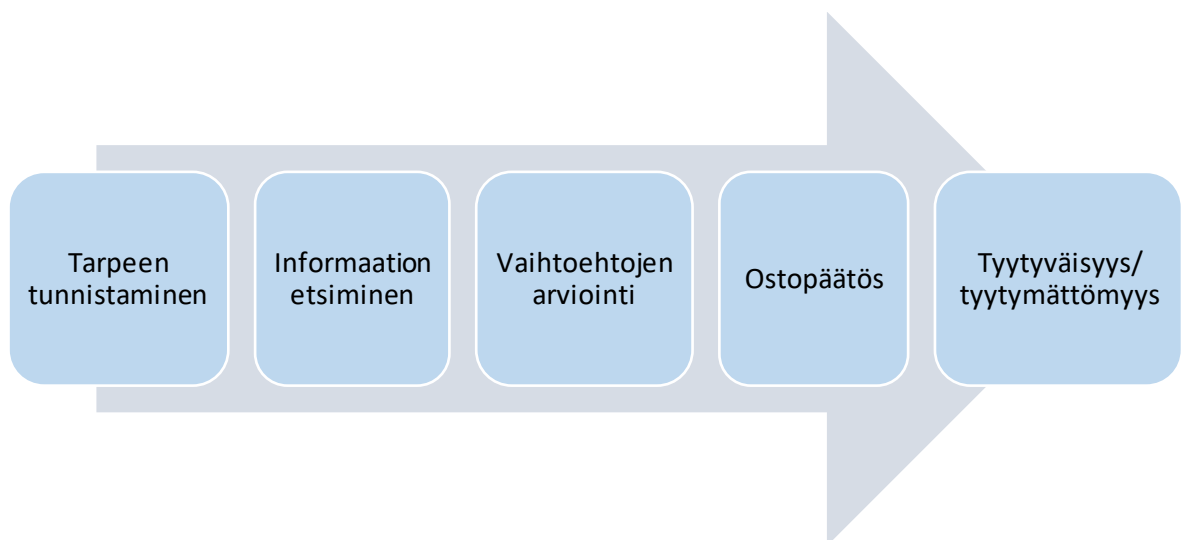 Tarpeen
tunnistaminen
Informaation
etsiminen
Vaihtoehtojen
arviointi
Ostopäätös
Tyytyväisyys/
tyytymättömyys